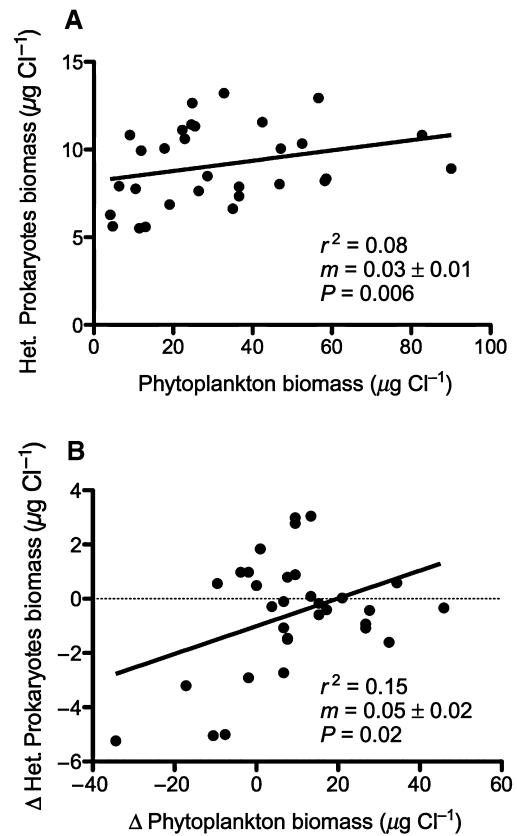 A
Het. Prokaryotes biomass (μg Cl⁻¹)
15
10
5
0
r² = 0.08
m = 0.03 ± 0.01
P = 0.006
0 20 40 60 80 100
Phytoplankton biomass (μg Cl⁻¹)
B
Δ Het. Prokaryotes biomass (μg Cl⁻¹)
4
2
0
−2
−4
−6
r² = 0.15
m = 0.05 ± 0.02
P = 0.02
−40 −20 0 20 40 60
Δ Phytoplankton biomass (μg Cl⁻¹)